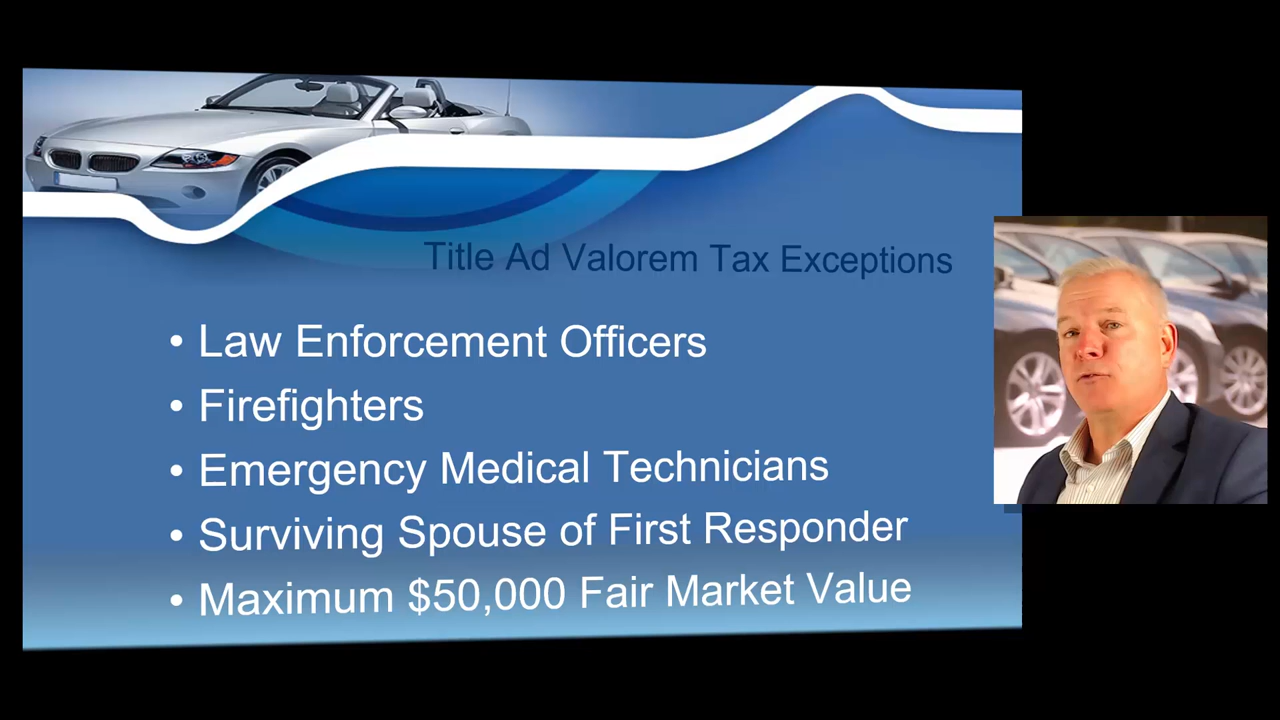 Title Ad Valorem Tax Exceptions
• Law Enforcement Officers
• Firefighters
• Emergency Medical Technicians
• Surviving Spouse of First Responder
• Maximum $50,000 Fair Market Value